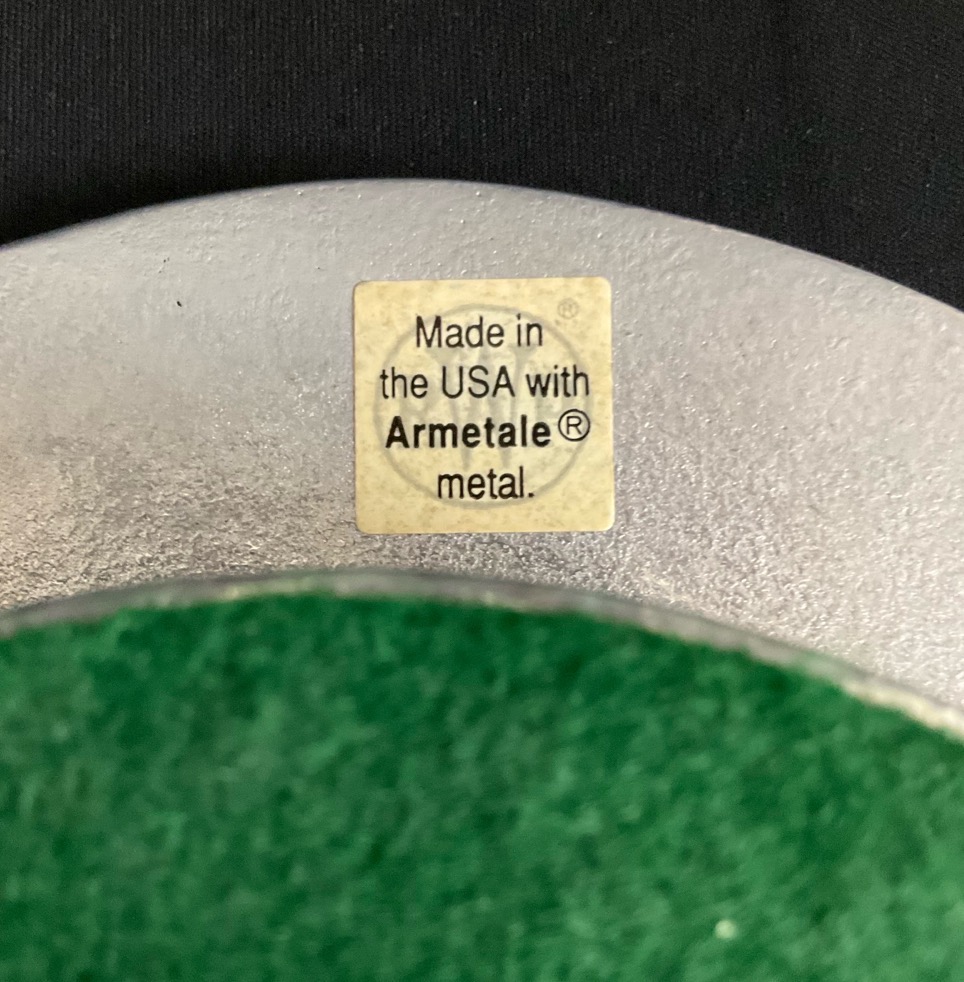 Made in
the USA with
Armetale®
metal.